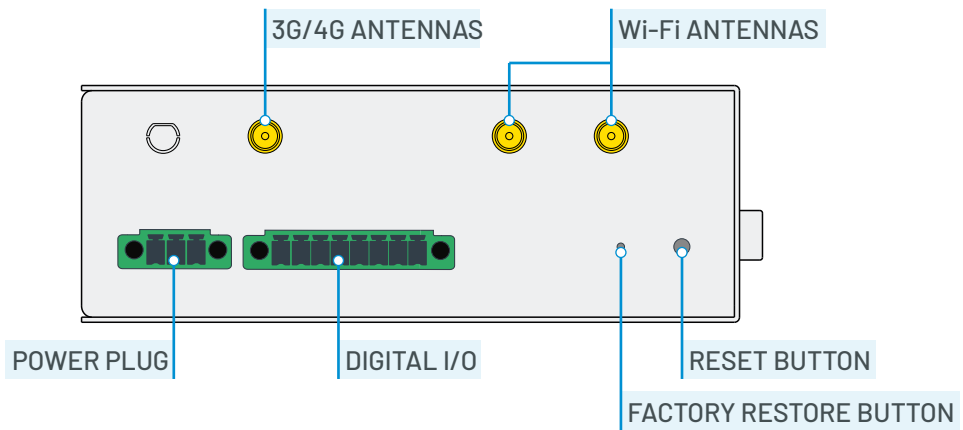 3G/4G ANTENNAS
Wi-Fi ANTENNAS
POWER PLUG
DIGITAL I/O
RESET BUTTON
FACTORY RESTORE BUTTON